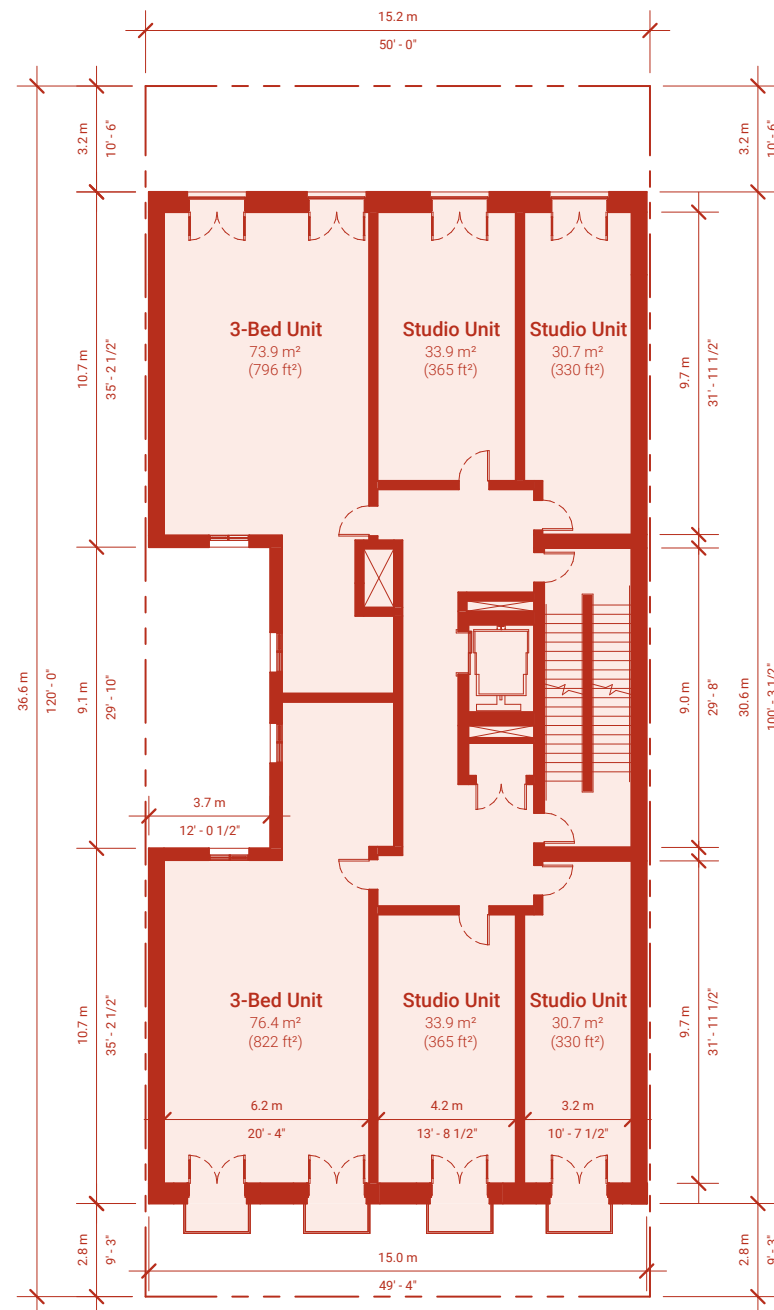 15.2 m
50' - 0"
3.2 m
10' - 6"
3.2 m
10' - 6"
3-Bed Unit
73.9 m²
(796 ft²)
Studio Unit
33.9 m²
(365 ft²)
Studio Unit
30.7 m²
(330 ft²)
10.7 m
35' - 2 1/2"
9.7 m
31' - 11 1/2"
36.6 m
120' - 0"
9.1 m
29' - 10"
9.0 m
29' - 8"
30.6 m
100' - 3 1/2"
3.7 m
12' - 0 1/2"
3-Bed Unit
76.4 m²
(822 ft²)
Studio Unit
33.9 m²
(365 ft²)
Studio Unit
30.7 m²
(330 ft²)
10.7 m
35' - 2 1/2"
9.7 m
31' - 11 1/2"
6.2 m
20' - 4"
4.2 m
13' - 8 1/2"
3.2 m
10' - 7 1/2"
2.8 m
9' - 3"
15.0 m
49' - 4"
2.8 m
9' - 3"